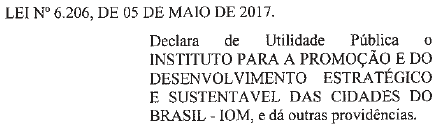 LEI Nº 6.206, DE 05 DE MAIO DE 2017.
Declara de Utilidade Pública o
INSTITUTO PARA A PROMOÇÃO E DO
DESENVOLVIMENTO ESTRATÉGICO
E SUSTENTAVEL DAS CIDADES DO
BRASIL - IOM, e dá outras providências.